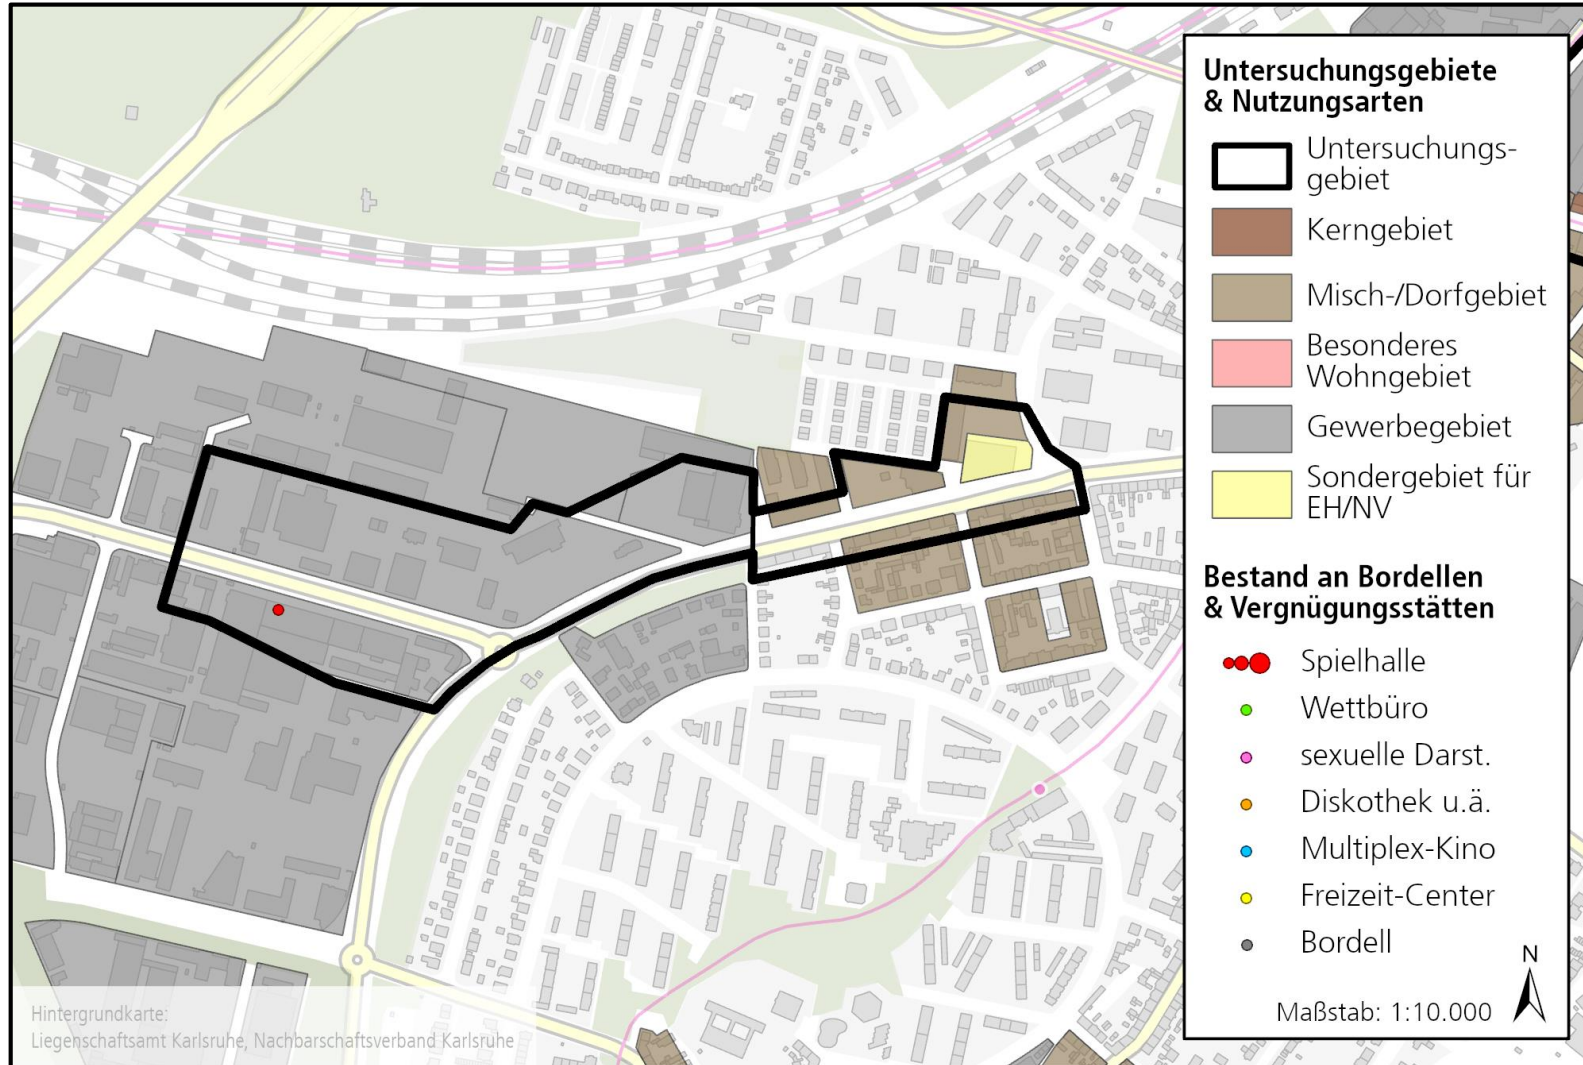 Untersuchungsgebiete
& Nutzungsarten
Untersuchungs-
gebiet
Kerngebiet
Misch-/Dorfgebiet
Besonderes
Wohngebiet
Gewerbegebiet
Sondergebiet für
EH/NV
Bestand an Bordellen
& Vergnügungsstätten
Spielhalle
Wettbüro
sexuelle Darst.
Diskothek u.ä.
Multiplex-Kino
Freizeit-Center
Bordell
N
Maßstab: 1:10.000
Hintergrundkarte:
Liegenschaftsamt Karlsruhe, Nachbarschaftsverband Karlsruhe